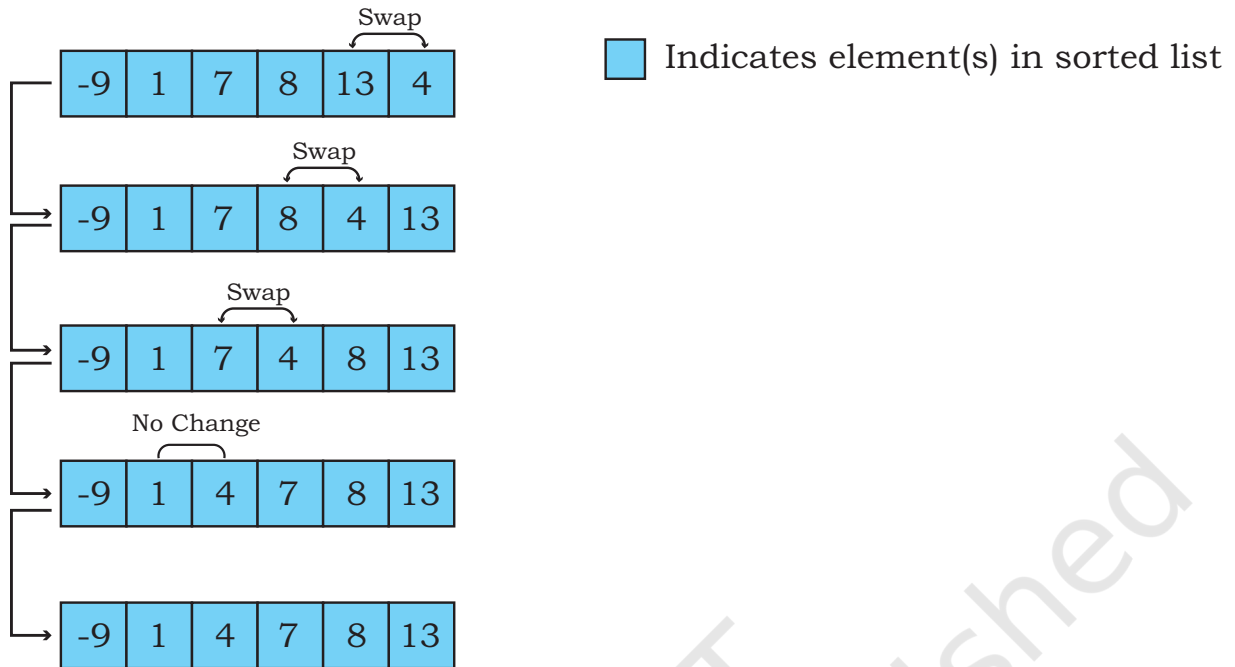 Swap
Indicates element(s) in sorted list
-9 1 7 8 13 4
Swap
-9 1 7 8 4 13
Swap
-9 1 7 4 8 13
No Change
-9 1 4 7 8 13
-9 1 4 7 8 13